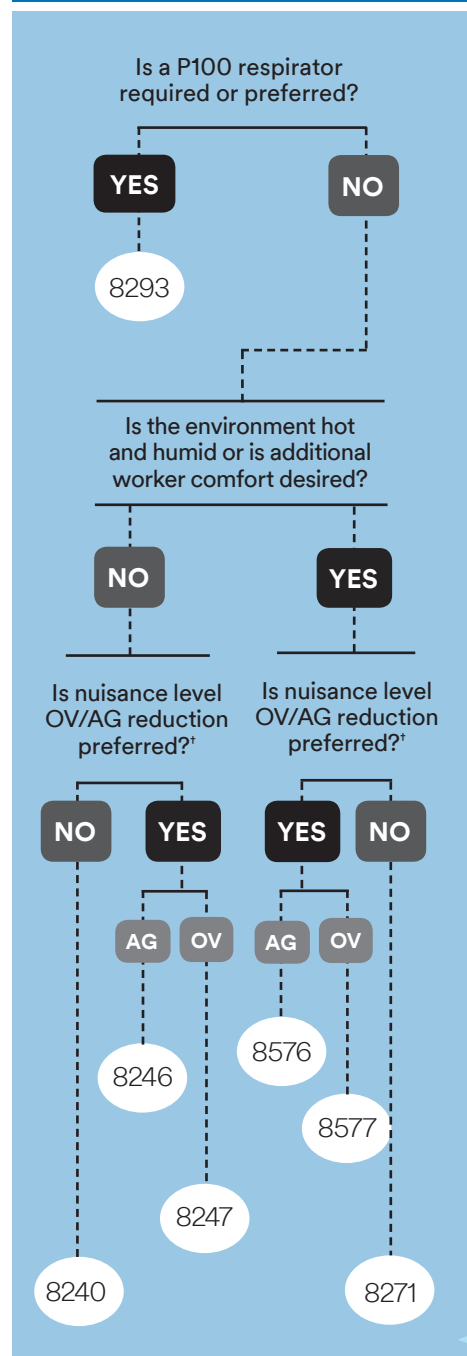 Is a P100 respirator
required or preferred?
YES
NO
8293
Is the environment hot
and humid or is additional
worker comfort desired?
NO
YES
Is nuisance level
OV/AG reduction
preferred?†
Is nuisance level
OV/AG reduction
preferred?†
NO
YES
YES
NO
AG
OV
AG
OV
8246
8576
8577
8247
8240
8271